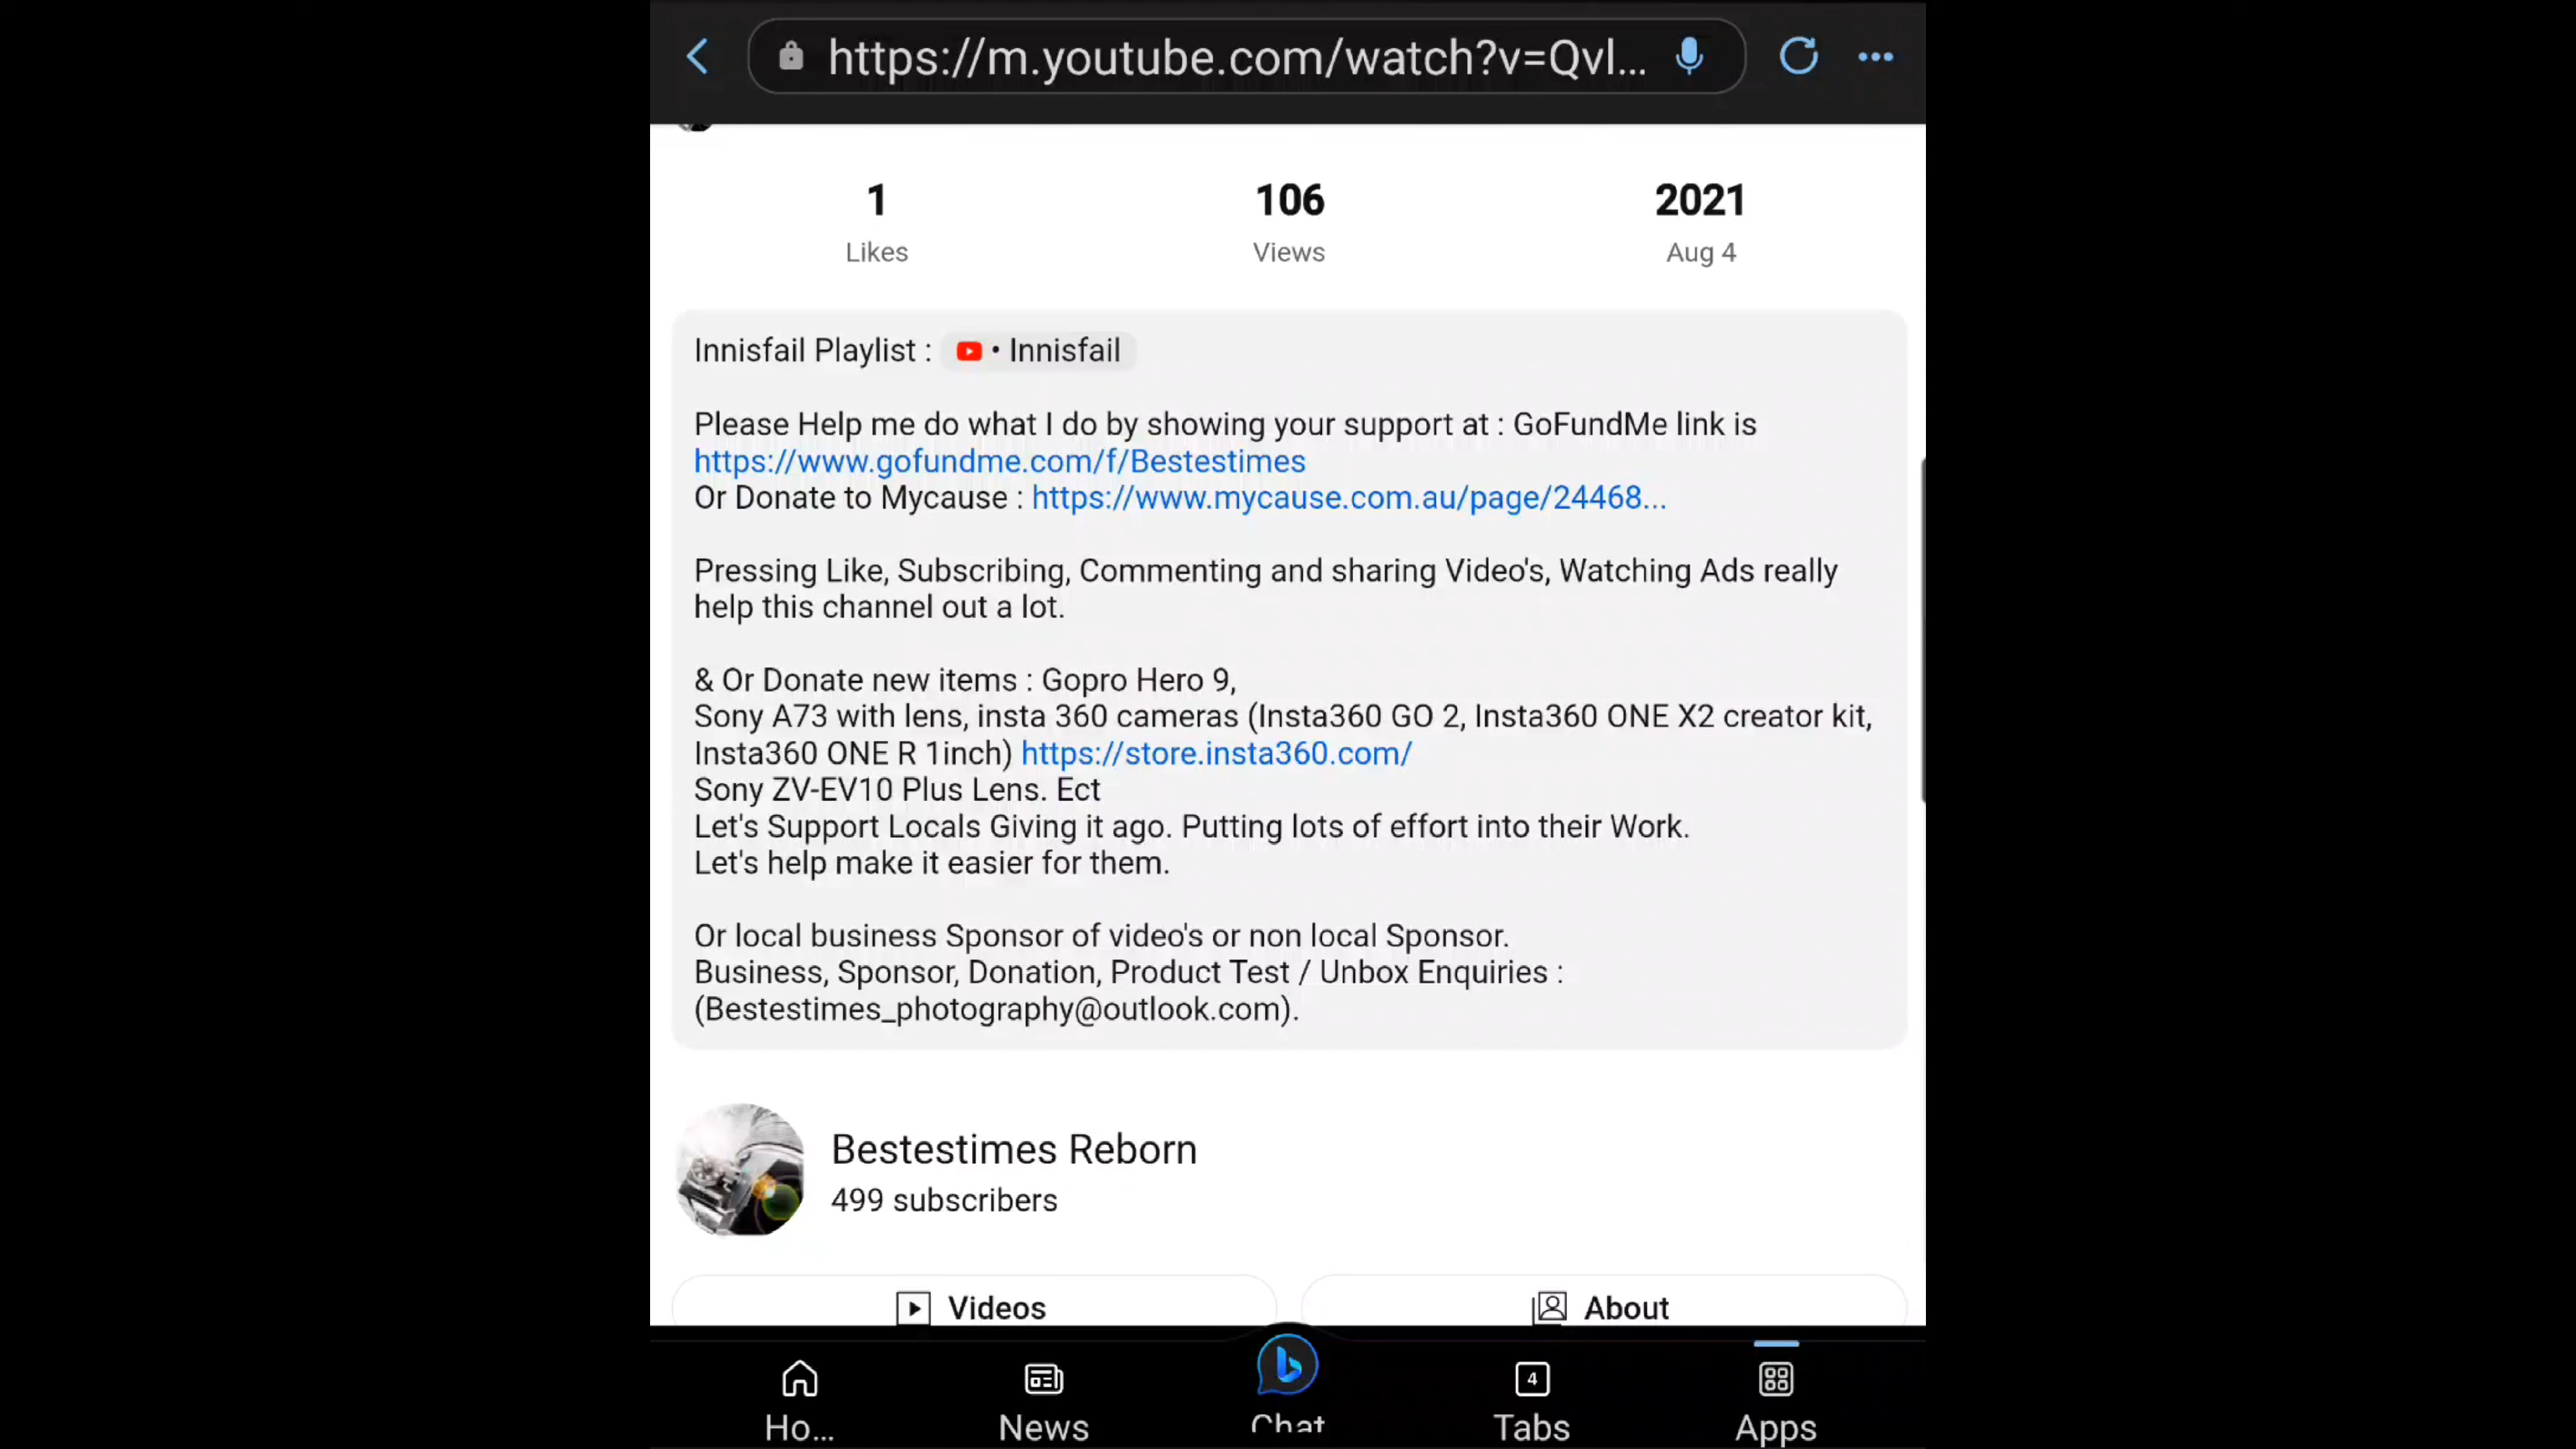 https://m.youtube.com/watch?v=Qvl...
1
Likes
106
Views
2021
Aug 4
Innisfail Playlist : • Innisfail
Please Help me do what I do by showing your support at : GoFundMe link is
https://www.gofundme.com/f/Bestestimes
Or Donate to Mycause : https://www.mycause.com.au/page/24468...
Pressing Like, Subscribing, Commenting and sharing Video's, Watching Ads really
help this channel out a lot.
& Or Donate new items : Gopro Hero 9,
Sony A73 with lens, insta 360 cameras (Insta360 GO 2, Insta360 ONE X2 creator kit,
Insta360 ONE R 1inch) https://store.insta360.com/
Sony ZV-EV10 Plus Lens. Ect
Let's Support Locals Giving it ago. Putting lots of effort into their Work.
Let's help make it easier for them.
Or local business Sponsor of video's or non local Sponsor.
Business, Sponsor, Donation, Product Test / Unbox Enquiries :
(Bestestimes_photography@outlook.com).
Bestestimes Reborn
499 subscribers
Videos
About
4
Ho...
News
Chat
Tabs
Apps